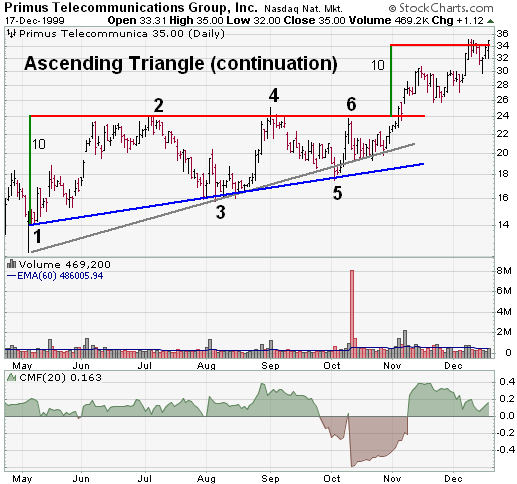 Primus Telecommunications Group, Inc. Nasdaq Nat. Mkt. © StockCharts.com
17-Dec-1999 Open 33.31 High 35.00 Low 32.00 Close 35.00 Volume 469.2K Chg +1.12
Primus Telecommunica 35.00 (Daily)
36
34
Ascending Triangle (continuation)
10
32
30
28
2
4
6
26
24
22
10
20
18
3
5
16
1
14
Volume 469,200
EMA(60) 486005.94
8M
6M
4M
2M
0
May Jun Jul Aug Sep Oct Nov Dec
CMF(20) 0.163
0.4
0.2
0.0
-0.2
-0.4
May Jun Jul Aug Sep Oct Nov Dec